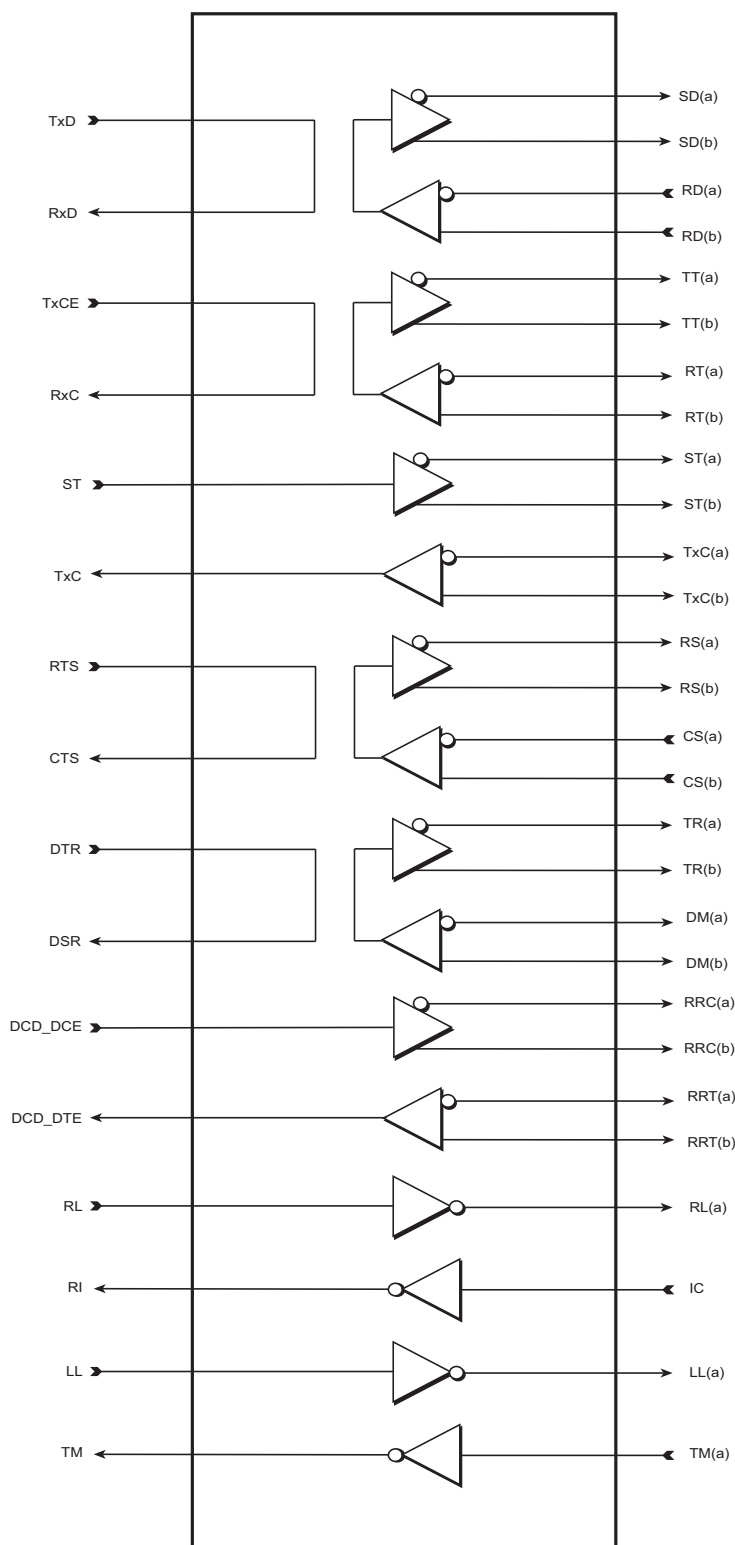 TxD
SD(a)
SD(b)
RxD
RD(a)
RD(b)
TxCE
TT(a)
TT(b)
RxC
RT(a)
RT(b)
ST
ST(a)
ST(b)
TxC
TxC(a)
TxC(b)
RTS
RS(a)
RS(b)
CTS
CS(a)
CS(b)
DTR
TR(a)
TR(b)
DSR
DM(a)
DM(b)
DCD_DCE
RRC(a)
RRC(b)
DCD_DTE
RRT(a)
RRT(b)
RL
RL(a)
RI
IC
LL
LL(a)
TM
TM(a)